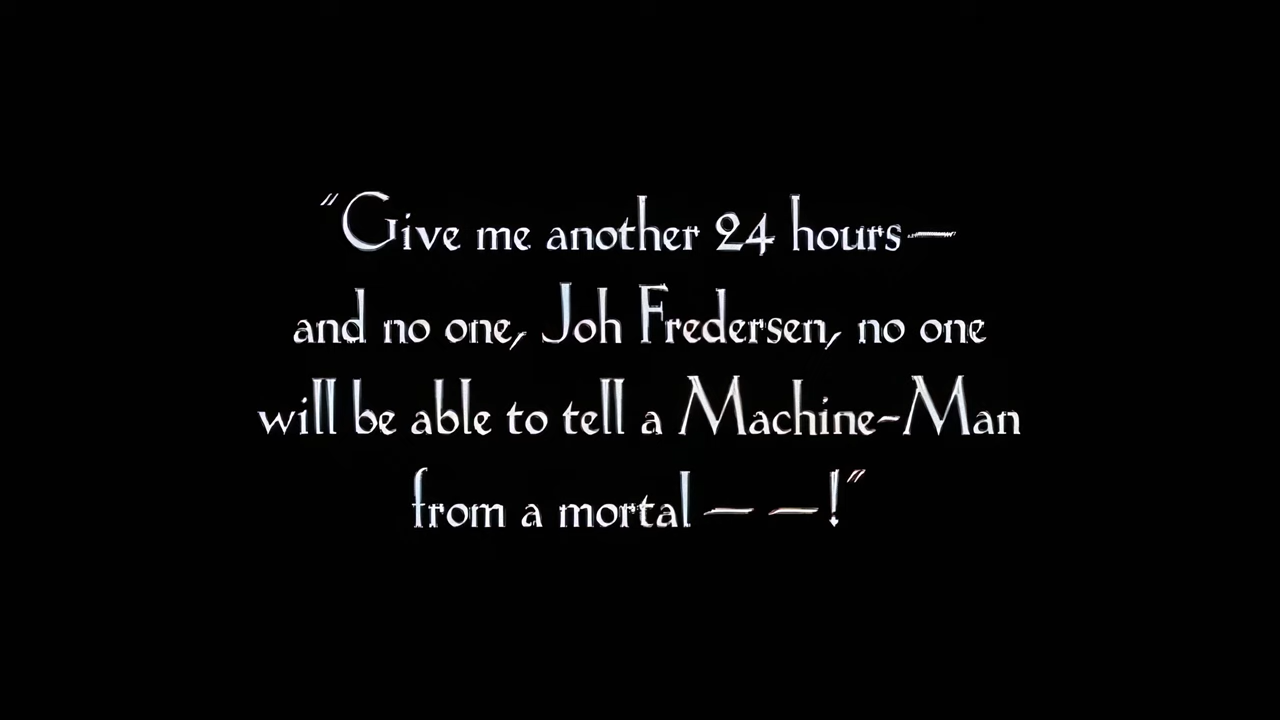 "Give me another 24 hours—
and no one, Joh Fredersen, no one
will be able to tell a Machine-Man
from a mortal — —!"